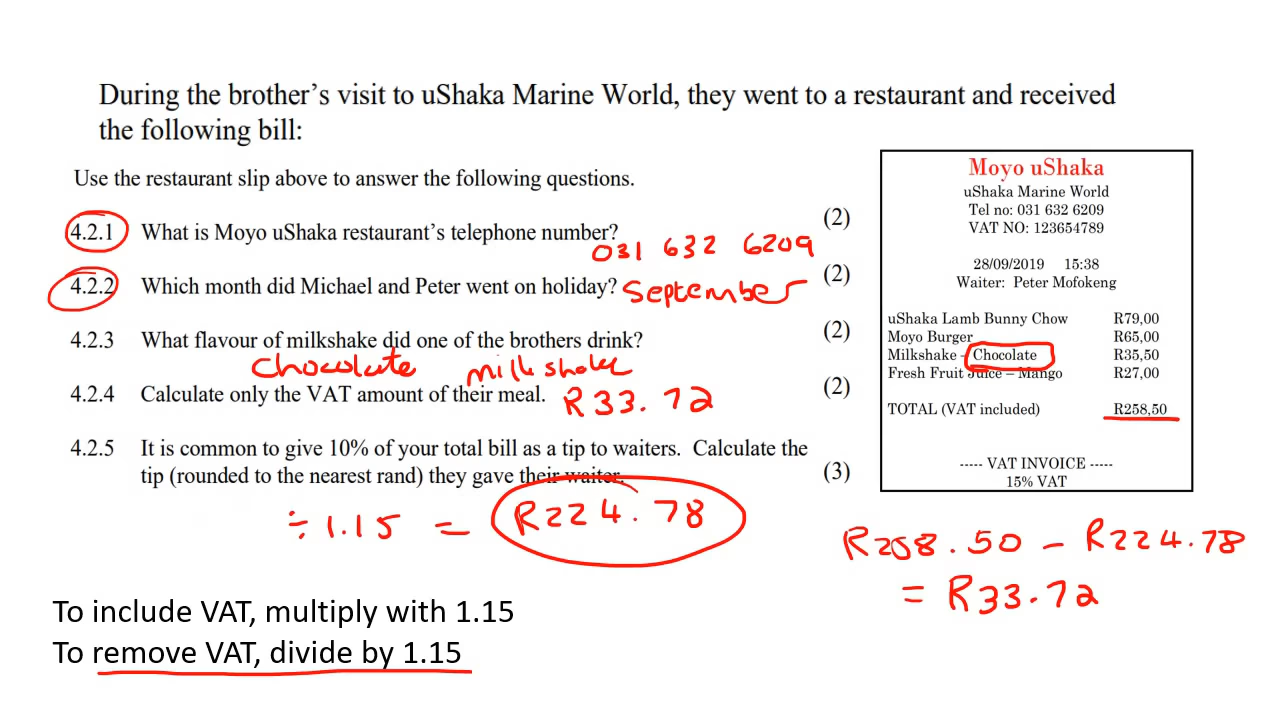 During the brother's visit to uShaka Marine World, they went to a restaurant and received
the following bill:
Use the restaurant slip above to answer the following questions.
4.2.1 What is Moyo uShaka restaurant's telephone number? (2)
031 632 6209
4.2.2 Which month did Michael and Peter went on holiday? September (2)
4.2.3 What flavour of milkshake did one of the brothers drink? (2)
chocolate milkshake
4.2.4 Calculate only the VAT amount of their meal. R33.72 (2)
4.2.5 It is common to give 10% of your total bill as a tip to waiters. Calculate the
tip (rounded to the nearest rand) they gave their waiter. (3)
÷ 1.15 = R224.78
To include VAT, multiply with 1.15
To remove VAT, divide by 1.15
Moyo uShaka
uShaka Marine World
Tel no: 031 632 6209
VAT NO: 123654789
28/09/2019 15:38
Waiter: Peter Mofokeng
uShaka Lamb Bunny Chow R79,00
Moyo Burger R65,00
Milkshake – Chocolate R35,50
Fresh Fruit Juice – Mango R27,00
TOTAL (VAT included) R258,50
----- VAT INVOICE -----
15% VAT
R258.50 – R224.78
= R33.72